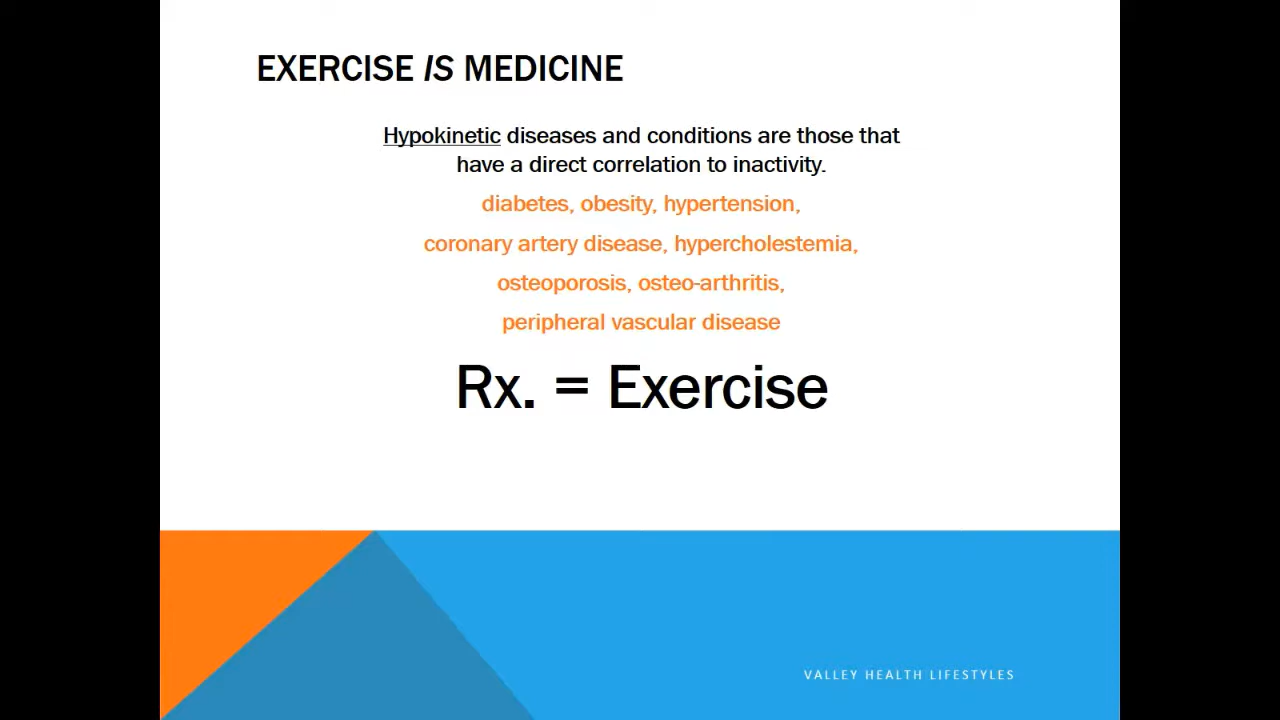 EXERCISE IS MEDICINE
Hypokinetic diseases and conditions are those that
have a direct correlation to inactivity.
diabetes, obesity, hypertension,
coronary artery disease, hypercholestemia,
osteoporosis, osteo-arthritis,
peripheral vascular disease
Rx. = Exercise
VALLEY HEALTH LIFESTYLES